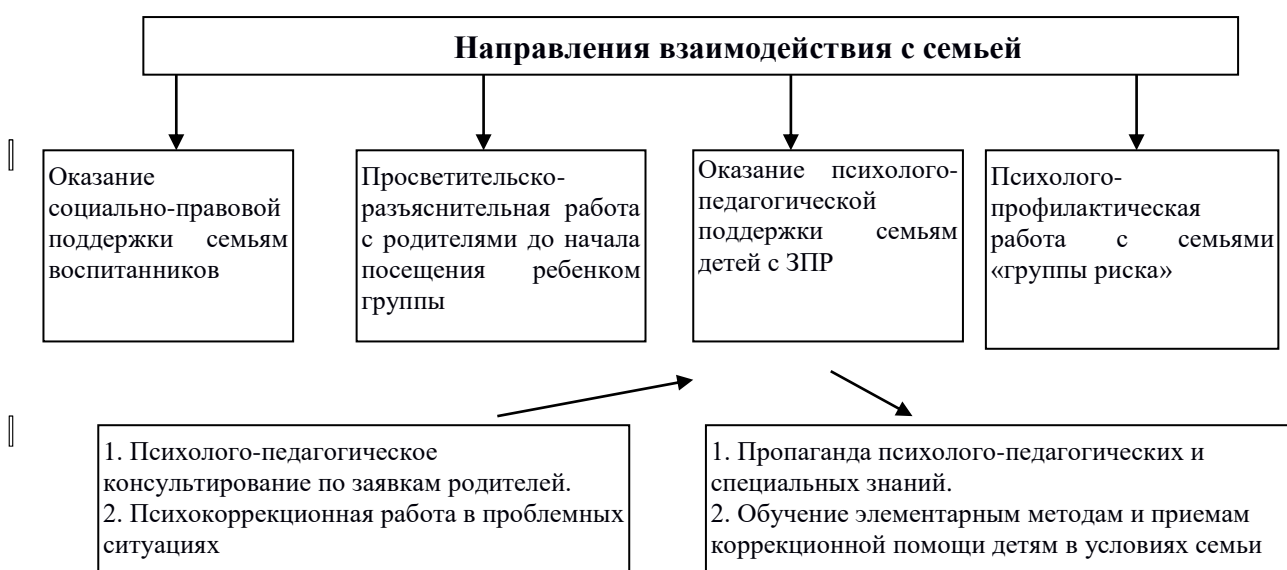 Направления взаимодействия с семьей
Оказание
социально-правовой
поддержки семьям
воспитанников
Просветительско-
разъяснительная работа
с родителями до начала
посещения ребенком
группы
Оказание психолого-
педагогической
поддержки семьям
детей с ЗПР
Психолого-
профилактическая
работа с семьями
«группы риска»
1. Психолого-педагогическое
консультирование по заявкам родителей.
2. Психокоррекционная работа в проблемных
ситуациях
1. Пропаганда психолого-педагогических и
специальных знаний.
2. Обучение элементарным методам и приемам
коррекционной помощи детям в условиях семьи